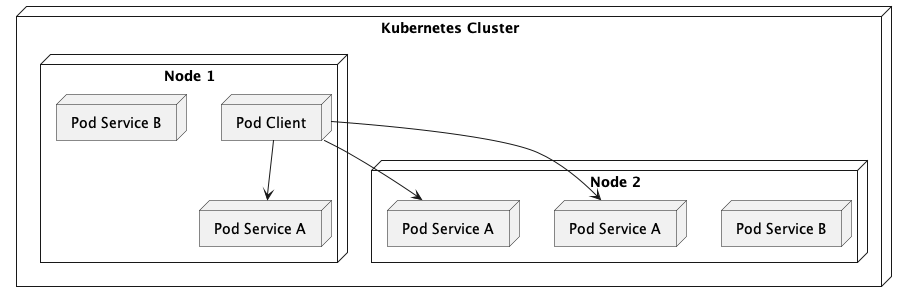 Kubernetes Cluster
Node 1
Pod Service B
Pod Client
Pod Service A
Node 2
Pod Service A
Pod Service A
Pod Service B